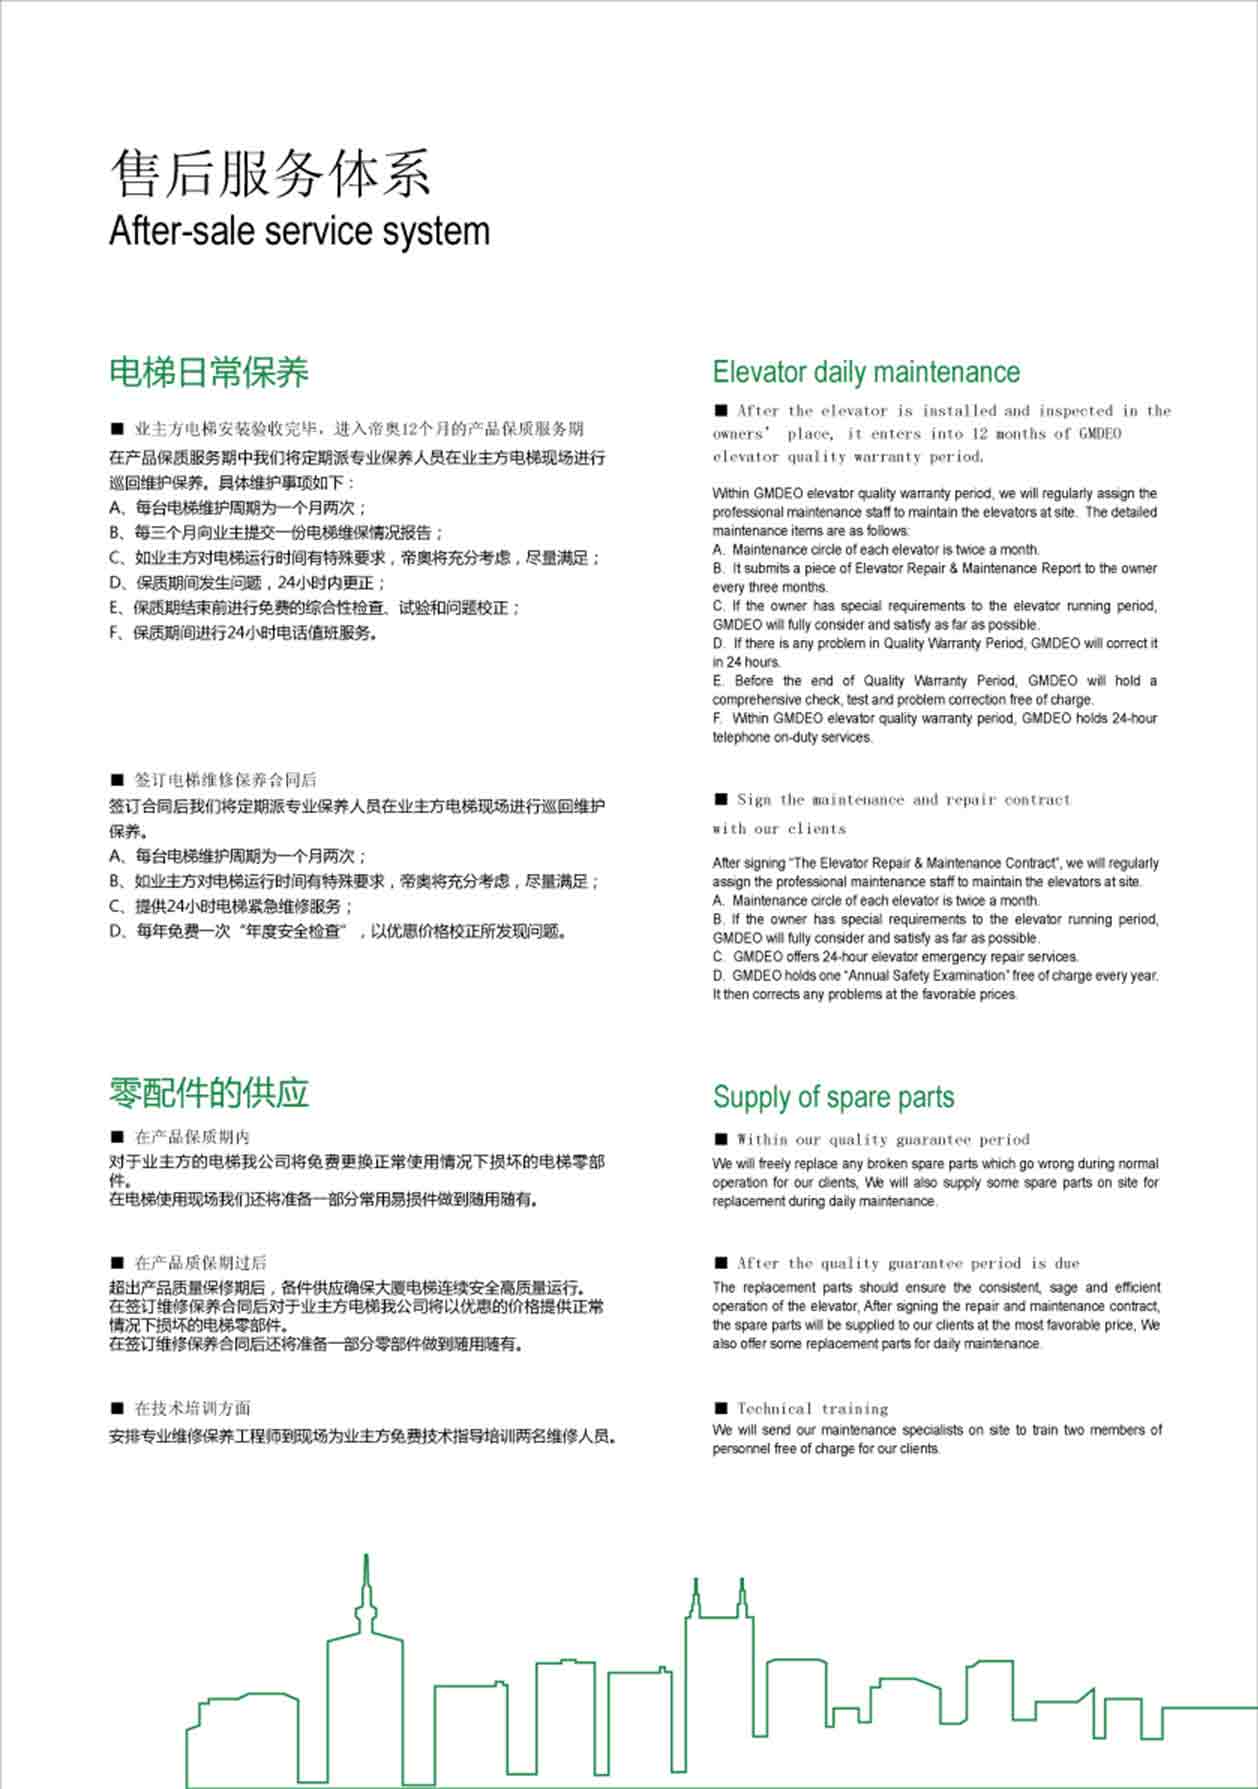 售后服务体系
After-sale service system
电梯日常保养
■ 业主方电梯安装验收完毕，进入帝奥12个月的产品保质服务期
在产品保质服务期中我们将定期派专业保养人员在业主方电梯现场进行
巡回维护保养。具体维护事项如下：
A、每台电梯维护周期为一个月两次；
B、每三个月向业主提交一份电梯维保情况报告；
C、如业主方对电梯运行时间有特殊要求，帝奥将充分考虑，尽量满足；
D、保质期间发生问题，24小时内更正；
E、保质期结束前进行免费的综合性检查、试验和问题校正；
F、保质期间进行24小时电话值班服务。
■ 签订电梯维修保养合同后
签订合同后我们将定期派专业保养人员在业主方电梯现场进行巡回维护
保养。
A、每台电梯维护周期为一个月两次；
B、如业主方对电梯运行时间有特殊要求，帝奥将充分考虑，尽量满足；
C、提供24小时电梯紧急维修服务；
D、每年免费一次“年度安全检查”，以优惠价格校正所发现问题。
零配件的供应
■ 在产品保质期内
对于业主方的电梯我公司将免费更换正常使用情况下损坏的电梯零部
件。
在电梯使用现场我们还将准备一部分常用易损件做到随用随有。
■ 在产品质保期过后
超出产品质量保修期后，备件供应确保大厦电梯连续安全高质量运行。
在签订维修保养合同后对于业主方电梯我公司将以优惠的价格提供正常
情况下损坏的电梯零部件。
在签订维修保养合同后还将准备一部分零部件做到随用随有。
■ 在技术培训方面
安排专业维修保养工程师到现场为业主方免费技术指导培训两名维修人员。
Elevator daily maintenance
■ After the elevator is installed and inspected in the
owners’ place, it enters into 12 months of GMDEO
elevator quality warranty period.
Within GMDEO elevator quality warranty period, we will regularly assign the
professional maintenance staff to maintain the elevators at site. The detailed
maintenance items are as follows:
A. Maintenance circle of each elevator is twice a month.
B. It submits a piece of Elevator Repair & Maintenance Report to the owner
every three months.
C. If the owner has special requirements to the elevator running period,
GMDEO will fully consider and satisfy as far as possible.
D. If there is any problem in Quality Warranty Period, GMDEO will correct it
in 24 hours.
E. Before the end of Quality Warranty Period, GMDEO will hold a
comprehensive check, test and problem correction free of charge.
F. Within GMDEO elevator quality warranty period, GMDEO holds 24-hour
telephone on-duty services.
■ Sign the maintenance and repair contract
with our clients
After signing “The Elevator Repair & Maintenance Contract”, we will regularly
assign the professional maintenance staff to maintain the elevators at site.
A. Maintenance circle of each elevator is twice a month.
B. If the owner has special requirements to the elevator running period,
GMDEO will fully consider and satisfy as far as possible.
C. GMDEO offers 24-hour elevator emergency repair services.
D. GMDEO holds one “Annual Safety Examination” free of charge every year.
It then corrects any problems at the favorable prices.
Supply of spare parts
■ Within our quality guarantee period
We will freely replace any broken spare parts which go wrong during normal
operation for our clients, We will also supply some spare parts on site for
replacement during daily maintenance.
■ After the quality guarantee period is due
The replacement parts should ensure the consistent, sage and efficient
operation of the elevator, After signing the repair and maintenance contract,
the spare parts will be supplied to our clients at the most favorable price, We
also offer some replacement parts for daily maintenance.
■ Technical training
We will send our maintenance specialists on site to train two members of
personnel free of charge for our clients.